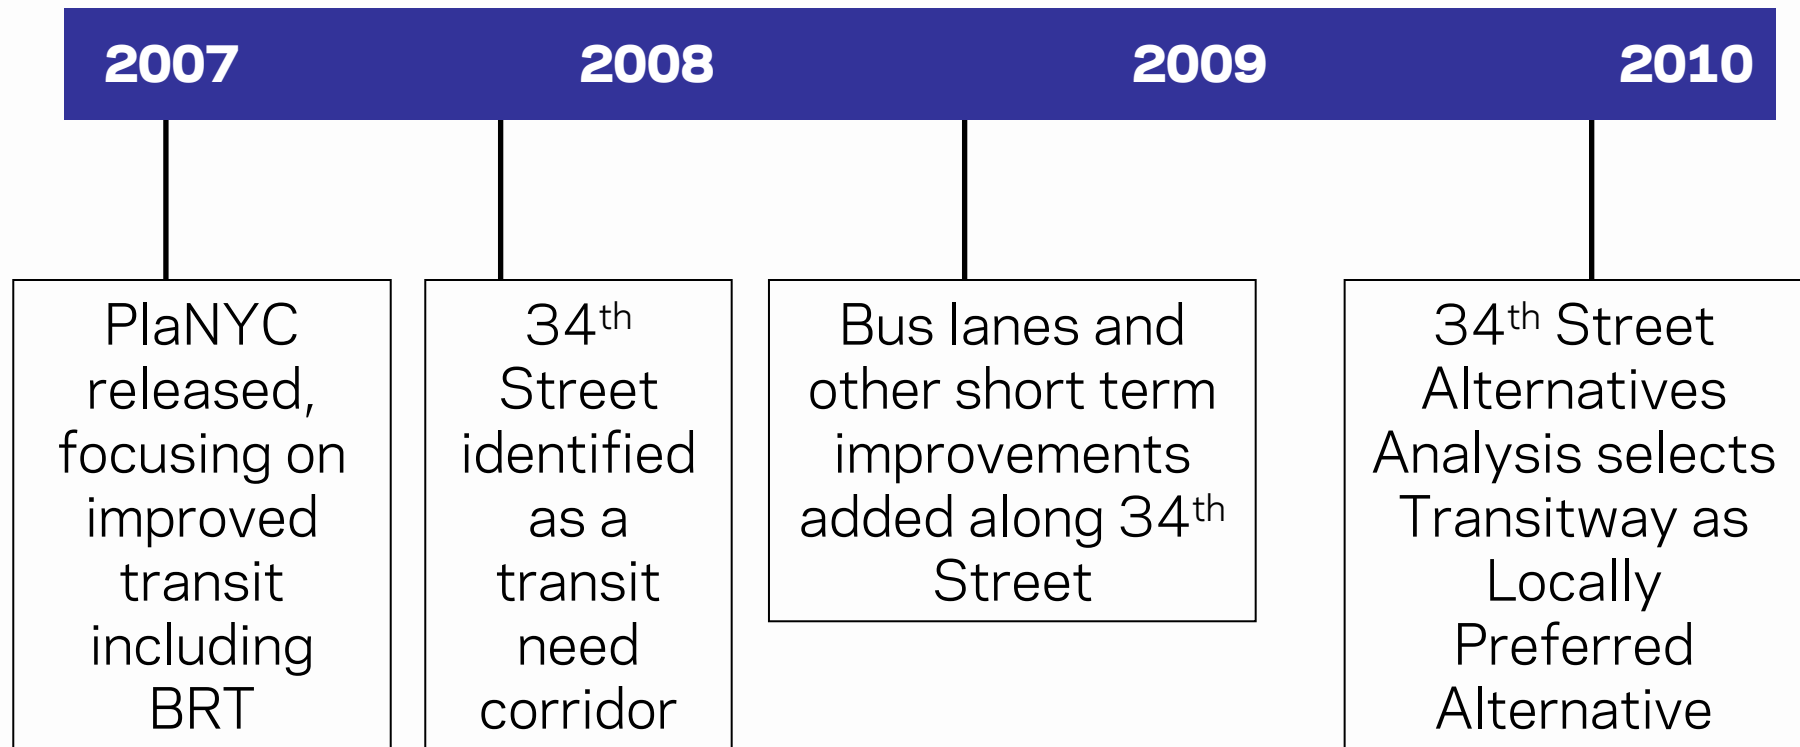 2007 2008 2009 2010
PlaNYC
released,
focusing on
improved
transit
including
BRT
34th
Street
identified
as a
transit
need
corridor
Bus lanes and
other short term
improvements
added along 34th
Street
34th Street
Alternatives
Analysis selects
Transitway as
Locally
Preferred
Alternative